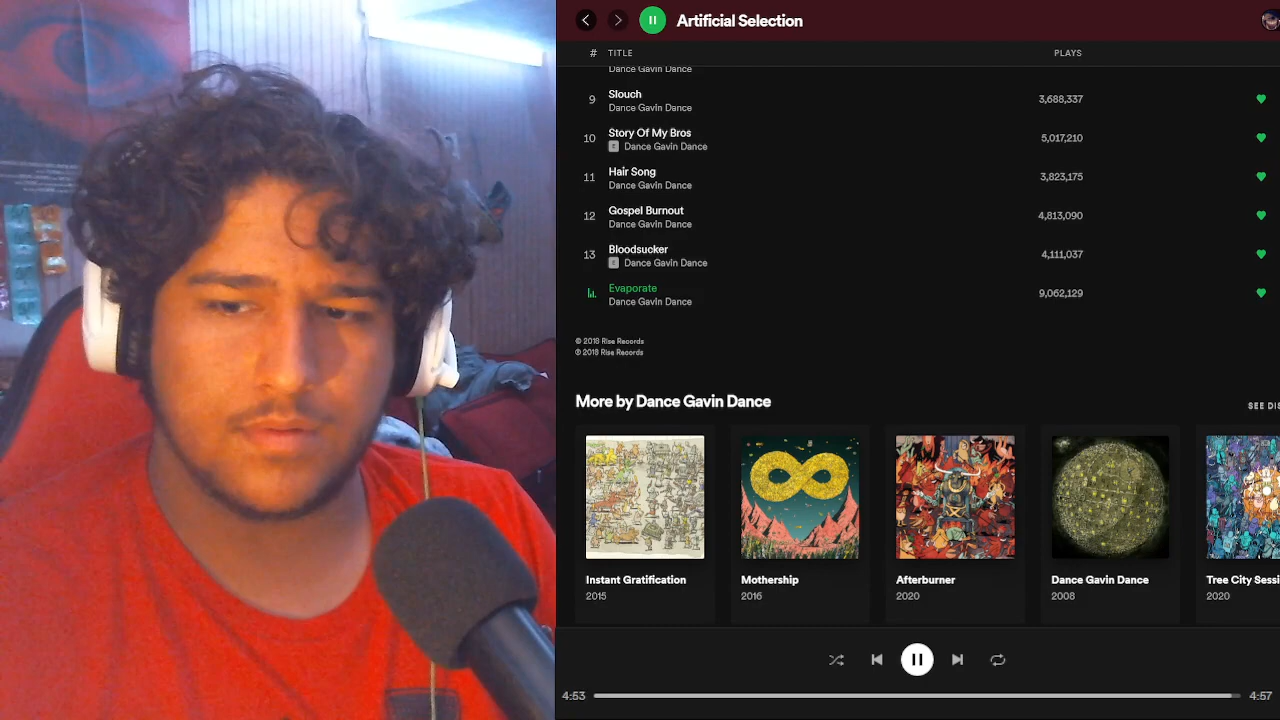 Artificial Selection
# TITLE PLAYS
Dance Gavin Dance
9 Slouch 3,688,337
Dance Gavin Dance
10 Story Of My Bros 5,017,210
E Dance Gavin Dance
11 Hair Song 3,823,175
Dance Gavin Dance
12 Gospel Burnout 4,813,090
Dance Gavin Dance
13 Bloodsucker 4,111,037
E Dance Gavin Dance
Evaporate 9,062,129
Dance Gavin Dance
© 2018 Rise Records
℗ 2018 Rise Records
More by Dance Gavin Dance
SEE DIS
Instant Gratification Mothership Afterburner Dance Gavin Dance Tree City Sessi
2015 2016 2020 2008 2020
4:53 4:57